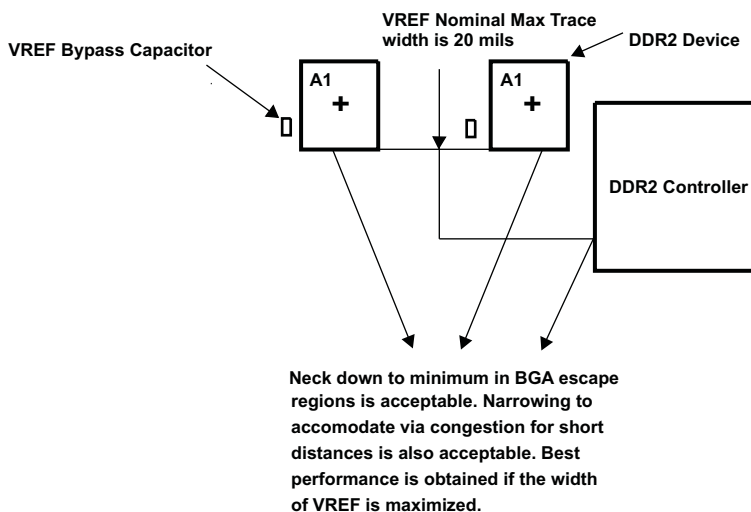 VREF Nominal Max Trace
width is 20 mils
VREF Bypass Capacitor
DDR2 Device
A1
+
A1
+
DDR2 Controller
Neck down to minimum in BGA escape
regions is acceptable. Narrowing to
accomodate via congestion for short
distances is also acceptable. Best
performance is obtained if the width
of VREF is maximized.